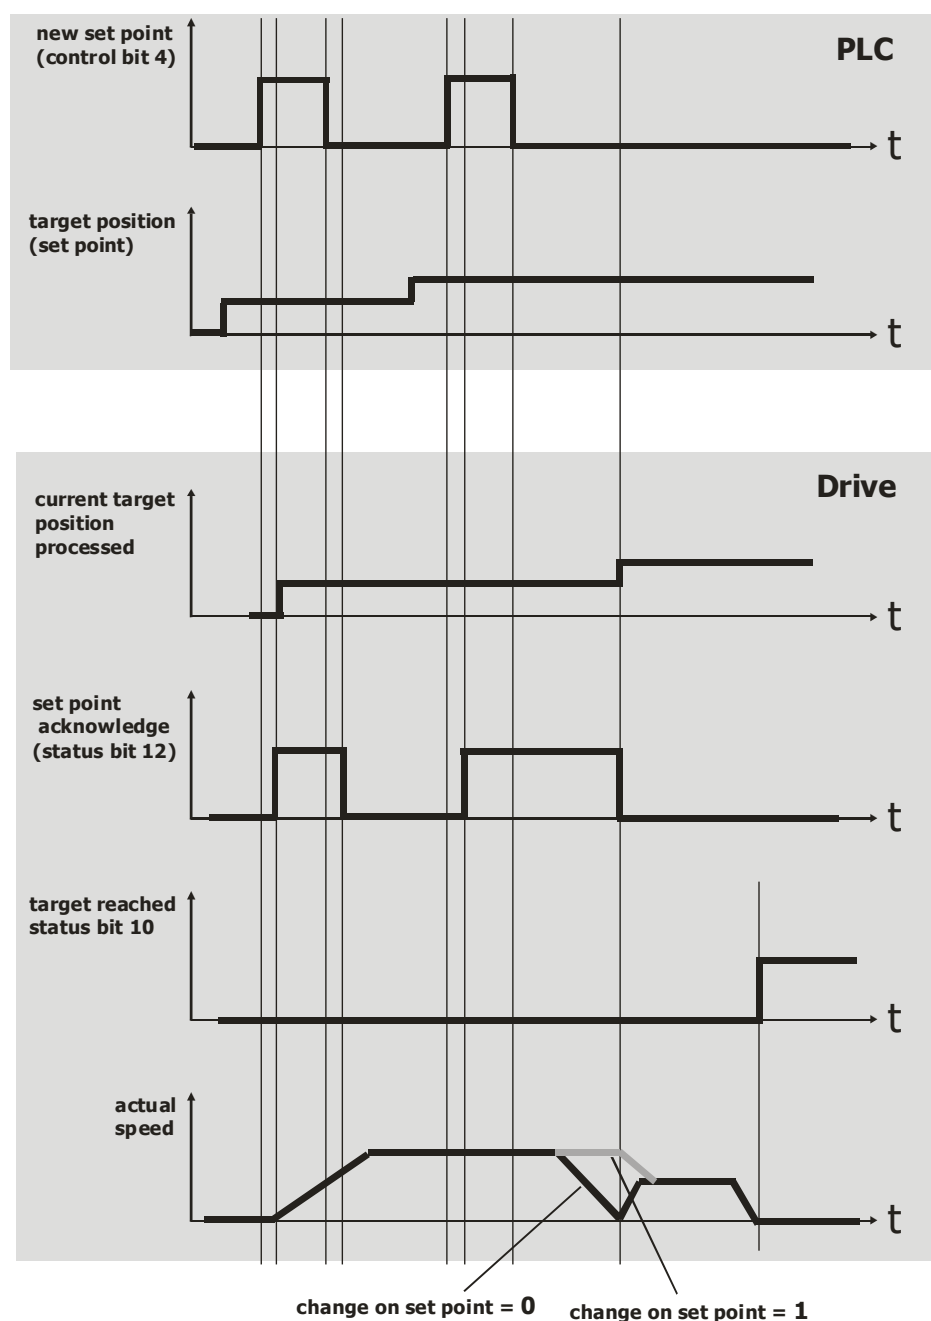 new set point
(control bit 4)
PLC
t
target position
(set point)
t
Drive
current target
position
processed
t
set point
acknowledge
(status bit 12)
t
target reached
status bit 10
t
actual
speed
t
change on set point = 0
change on set point = 1